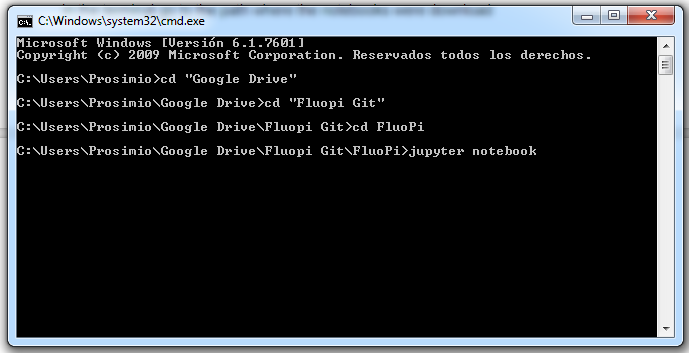 C:\Windows\system32\cmd.exe
Microsoft Windows [Versión 6.1.7601]
Copyright (c) 2009 Microsoft Corporation. Reservados todos los derechos.
C:\Users\Prosimio>cd "Google Drive"
C:\Users\Prosimio\Google Drive>cd "Fluopi Git"
C:\Users\Prosimio\Google Drive\Fluopi Git>cd FluoPi
C:\Users\Prosimio\Google Drive\Fluopi Git\FluoPi>jupyter notebook